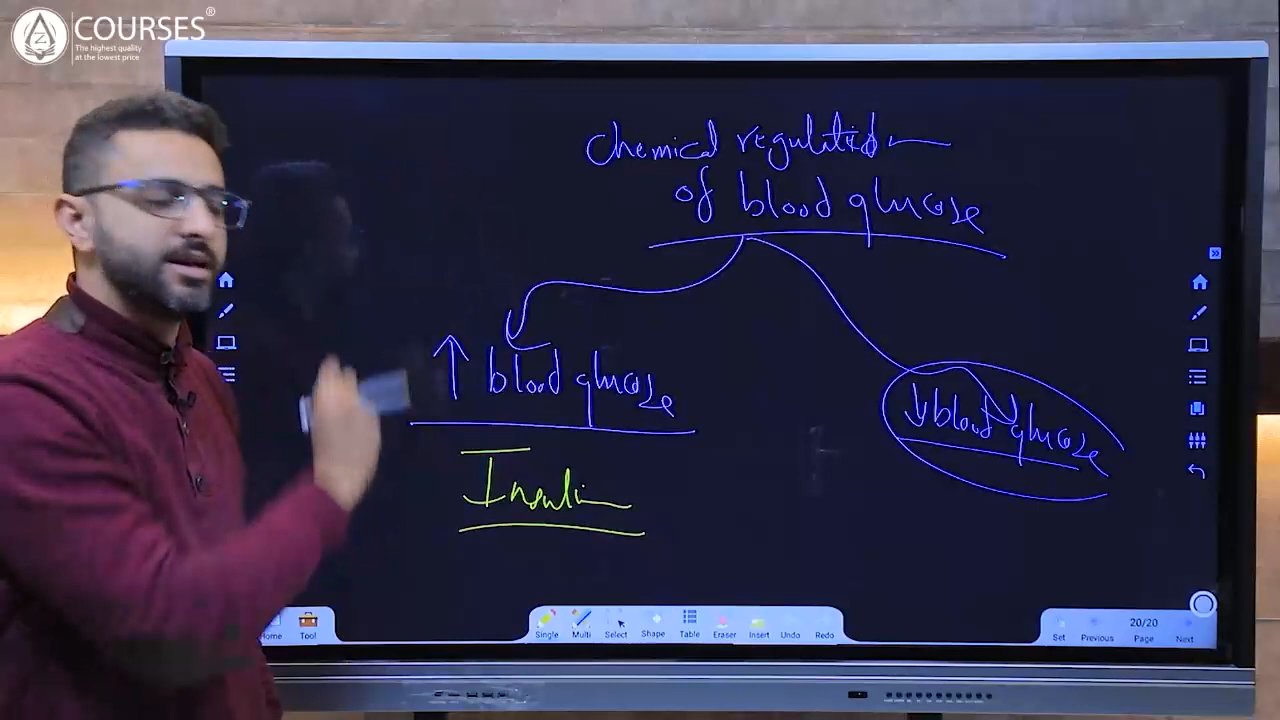 COURSES®
The highest quality
at the lowest price
chemical regulation
of blood glucose
↑ blood glucose
↓ blood glucose
Insulin
Home
Tool
Single
Multi
Select
Shape
Table
Eraser
Insert
Undo
Redo
Set
Previous
20/20
Page
Next